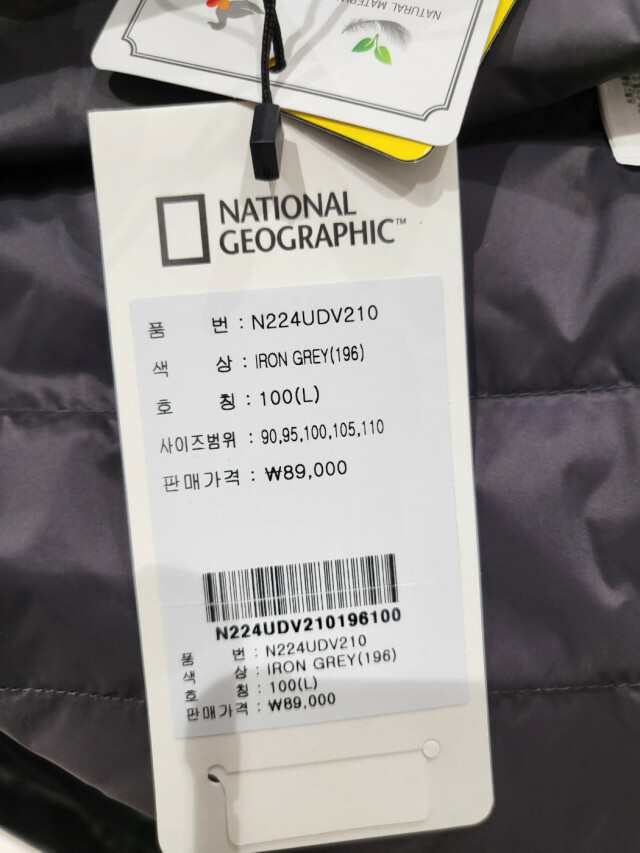 NATURAL MATER
NATIONAL
GEOGRAPHIC™
품 번 : N224UDV210
색 상 : IRON GREY(196)
호 칭 : 100(L)
사이즈범위 : 90,95,100,105,110
판매가격 : ₩89,000
N224UDV210196100
품 번 : N224UDV210
색 상 : IRON GREY(196)
호 칭 : 100(L)
판매가격 : ₩89,000